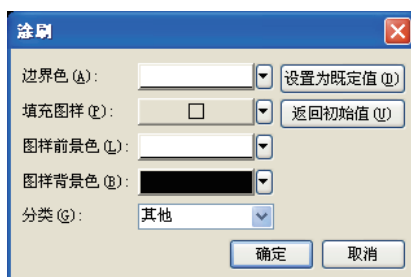 涂刷
边界色(A): 设置为既定值(D)
填充图样(P): 返回初始值(U)
图样前景色(L):
图样背景色(B):
分类(G): 其他
确定 取消